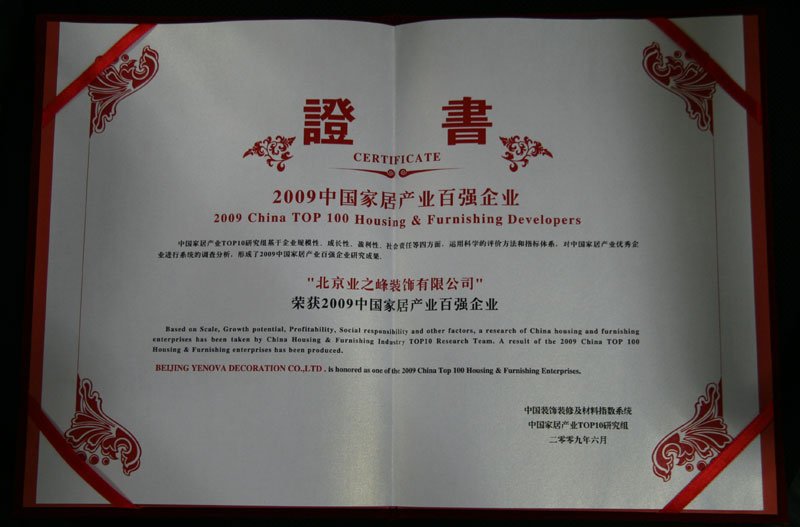 證 書
CERTIFICATE
2009中国家居产业百强企业
2009 China TOP 100 Housing & Furnishing Developers
中国家居产业TOP10研究组基于企业规模性、成长性、盈利性、社会责任等四方面，运用科学的评价方法和指标体系，对中国家居产业优秀企
业进行系统的调查分析，形成了2009中国家居产业百强企业研究成果。
"北京业之峰装饰有限公司"
荣获2009中国家居产业百强企业
Based on Scale, Growth potential, Profitability, Social responsibility and other factors, a research of China housing and furnishing
enterprises has been taken by China Housing & Furnishing Industry TOP10 Research Team. A result of the 2009 China TOP 100
Housing & Furnishing enterprises has been produced.
BEIJING YENOVA DECORATION CO.,LTD . is honored as one of the 2009 China Top 100 Housing & Furnishing Enterprises.
中国装饰装修及材料指数系统
中国家居产业TOP10研究组
二零零九年六月